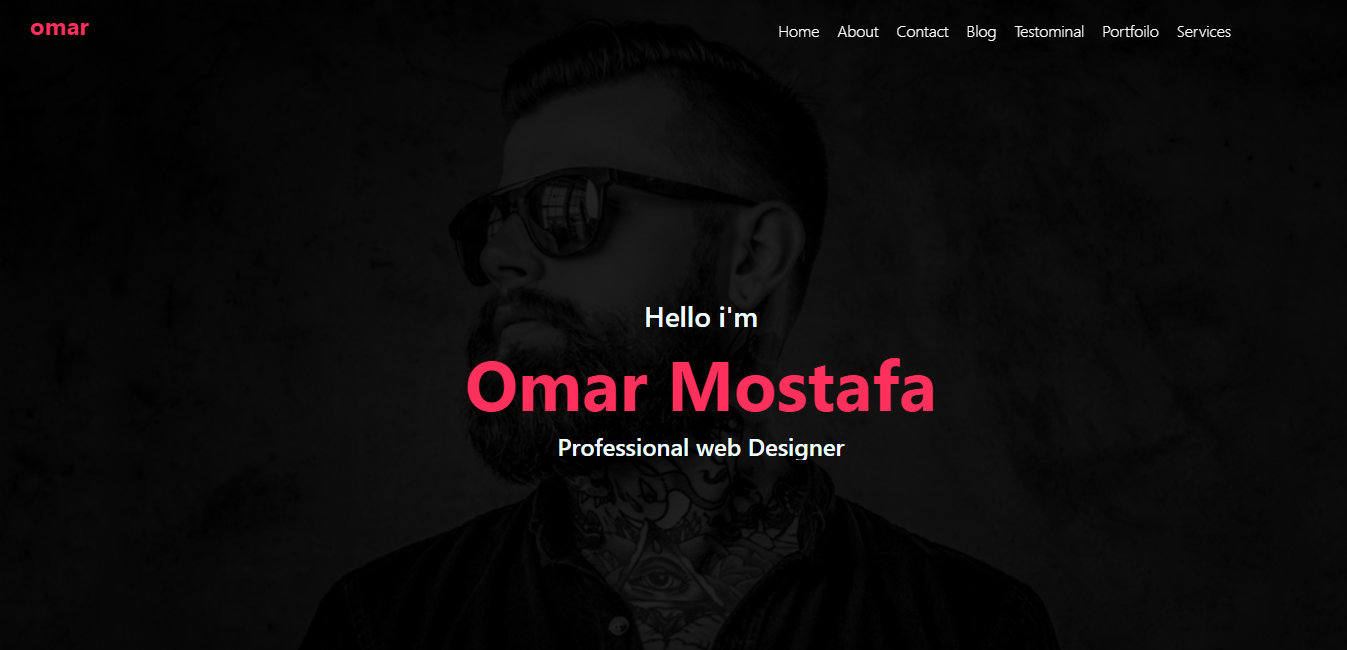 omar
Home About Contact Blog Testominal Portfoilo Services
Hello i'm
Omar Mostafa
Professional web Designer